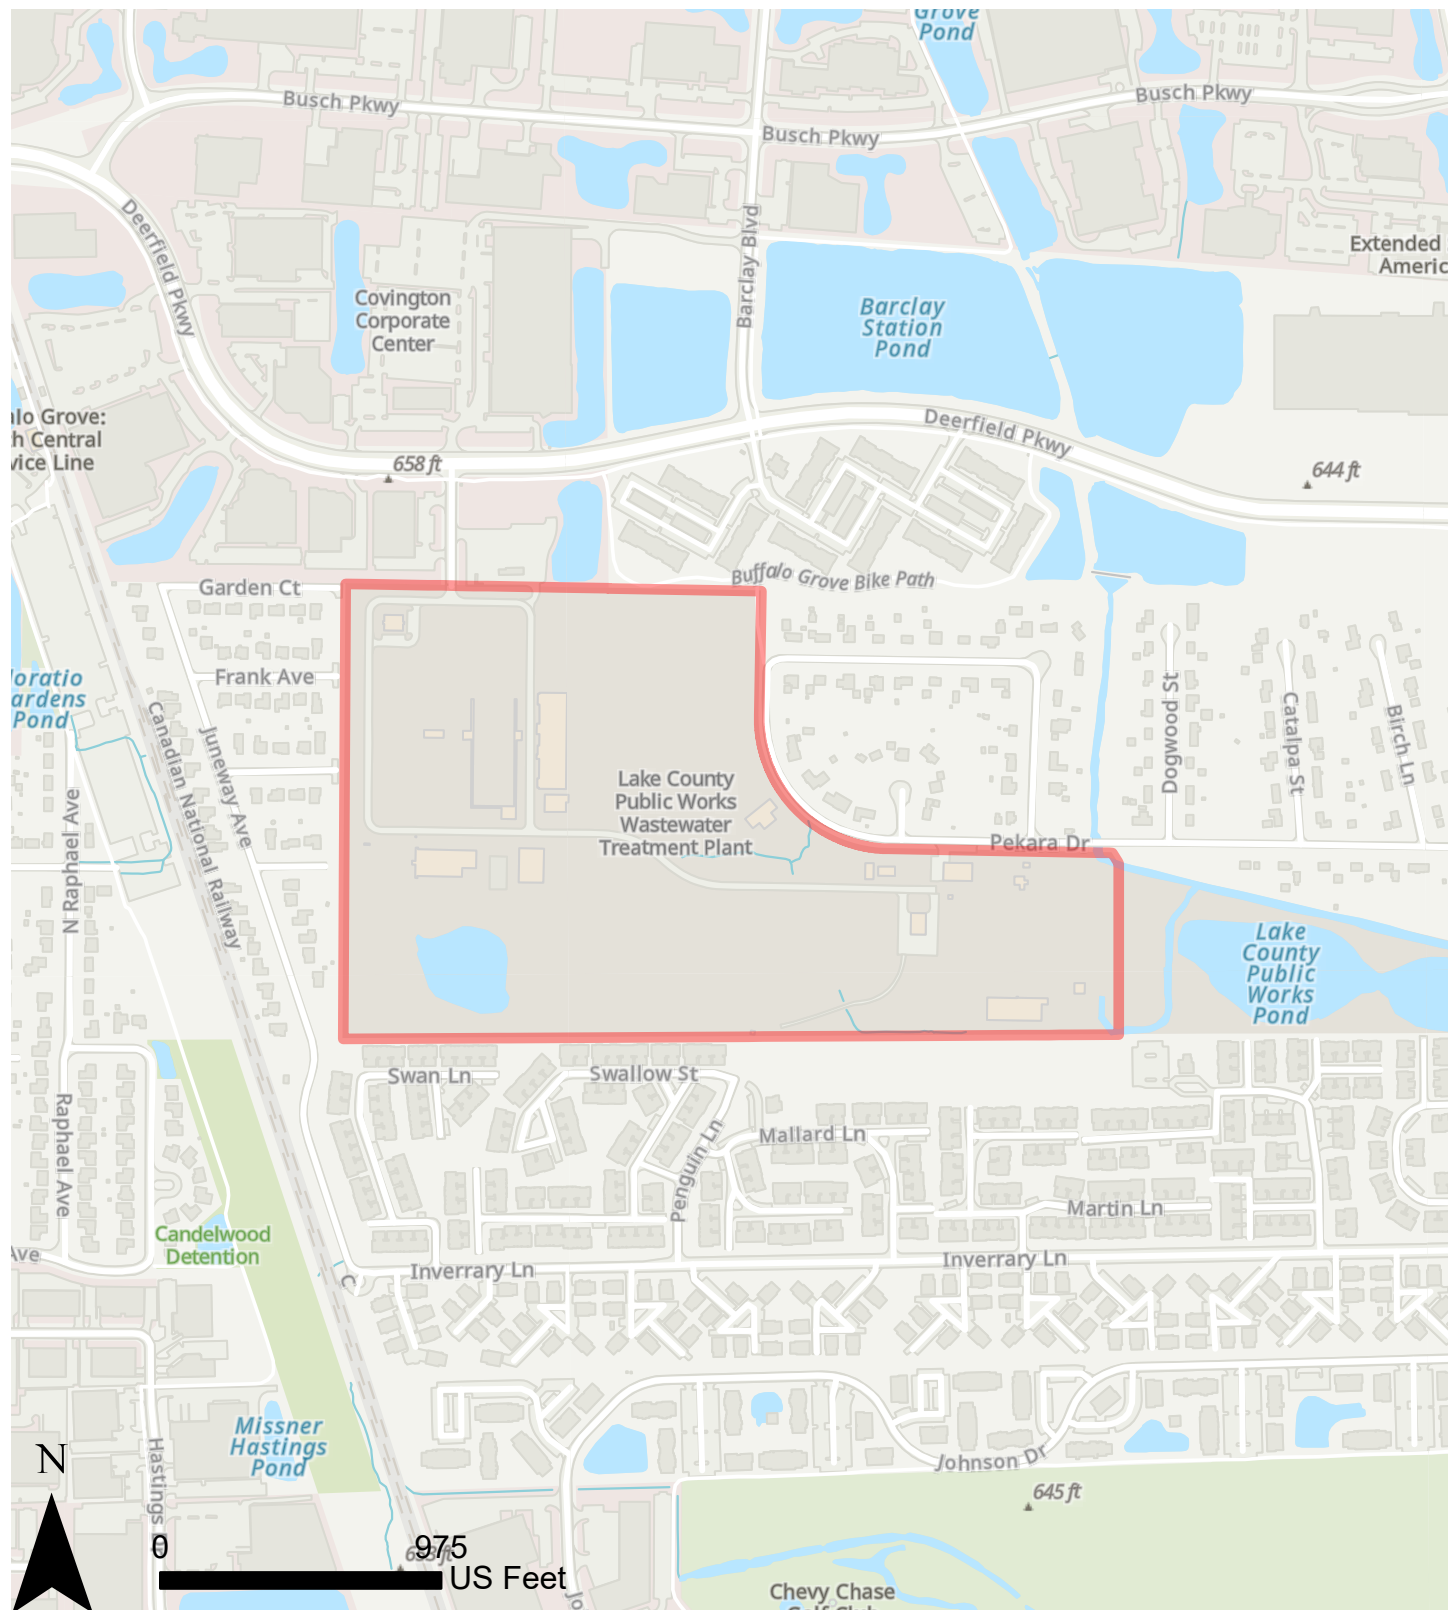 Grove
Pond
Busch Pkwy
Busch Pkwy
Busch Pkwy
Deerfield Pkwy
Barclay Blvd
Extended
Americ
Covington
Corporate
Center
Barclay
Station
Pond
alo Grove:
h Central
vice Line
Deerfield Pkwy
658 ft
644 ft
Garden Ct
Buffalo Grove Bike Path
Frank Ave
oratio
ardens
Pond
Canadian National Railway
Juneway Ave
Dogwood St
Catalpa St
Birch Ln
N Raphael Ave
Lake County
Public Works
Wastewater
Treatment Plant
Pekara Dr
Lake
County
Public
Works
Pond
Swan Ln
Swallow St
Raphael Ave
Penguin Ln
Mallard Ln
Martin Ln
Candelwood
Detention
Ave
C
Inverrary Ln
Inverrary Ln
Missner
Hastings
Pond
Hastings
Johnson Dr
645 ft
N
0
975
US Feet
Jo
Chevy Chase
Golf Club